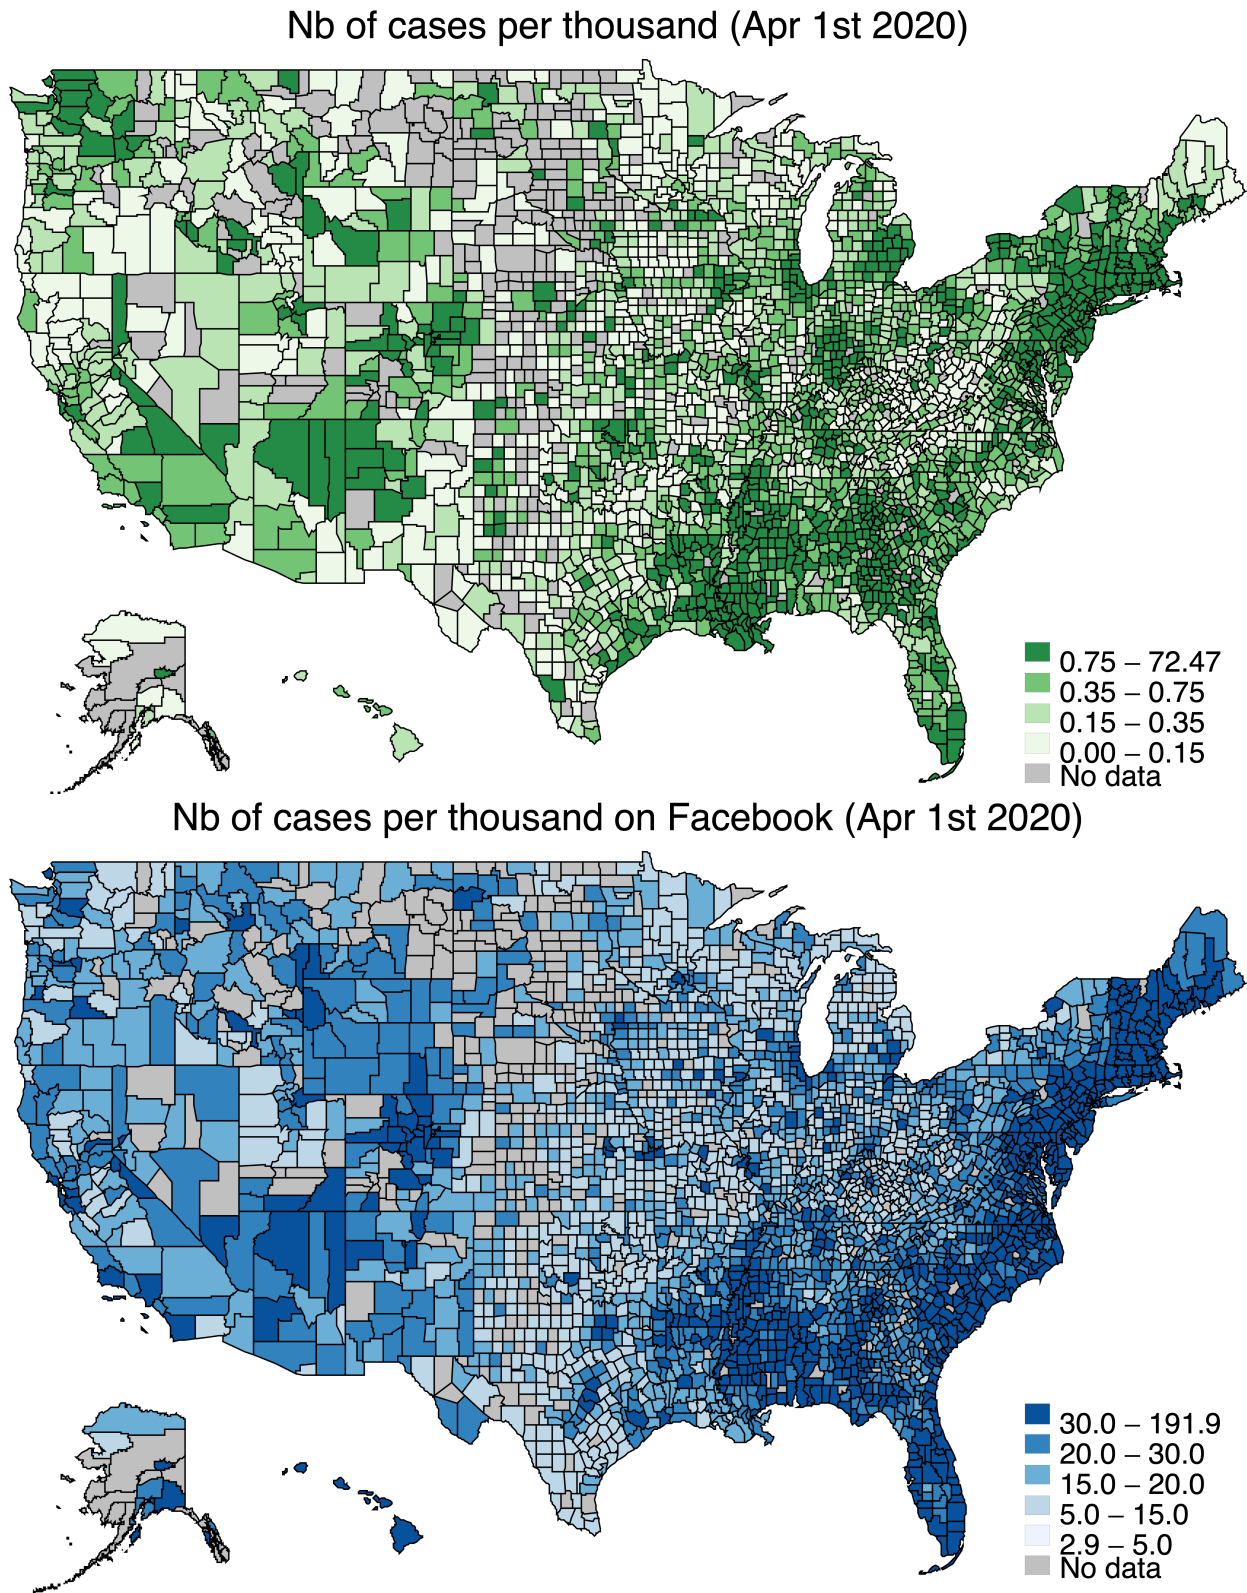 Nb of cases per thousand (Apr 1st 2020)
0.75 – 72.47
0.35 – 0.75
0.15 – 0.35
0.00 – 0.15
No data
Nb of cases per thousand on Facebook (Apr 1st 2020)
30.0 – 191.9
20.0 – 30.0
15.0 – 20.0
5.0 – 15.0
2.9 – 5.0
No data